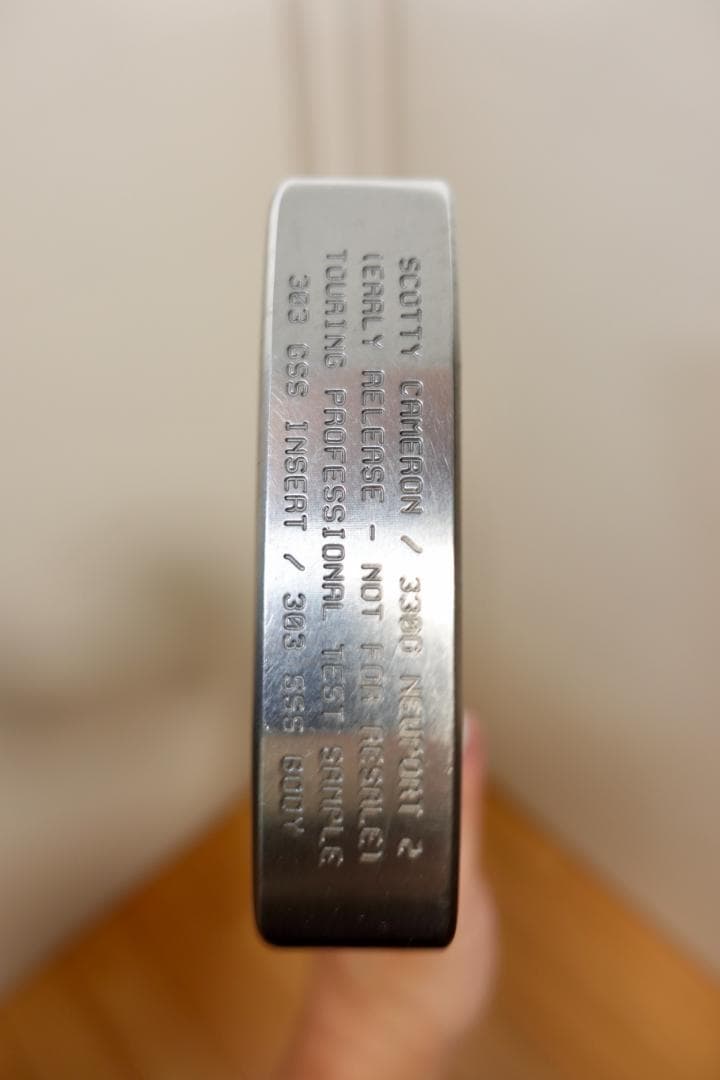 SCOTTY CAMERON / 330G NEWPORT 2
(EARLY RELEASE - NOT FOR RESALE)
TOURING PROFESSIONAL TEST SAMPLE
303 GSS INSERT / 303 SSS BODY